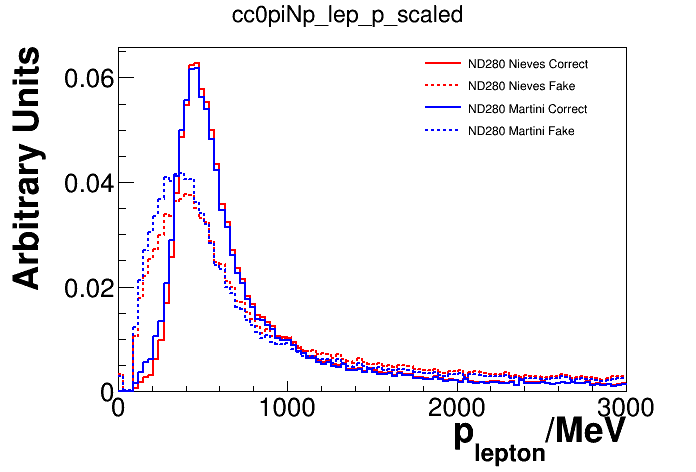 cc0piNp_lep_p_scaled
Arbitrary Units
0.06
0.04
0.02
0
ND280 Nieves Correct
ND280 Nieves Fake
ND280 Martini Correct
ND280 Martini Fake
0 1000 2000 3000
p_lepton/MeV